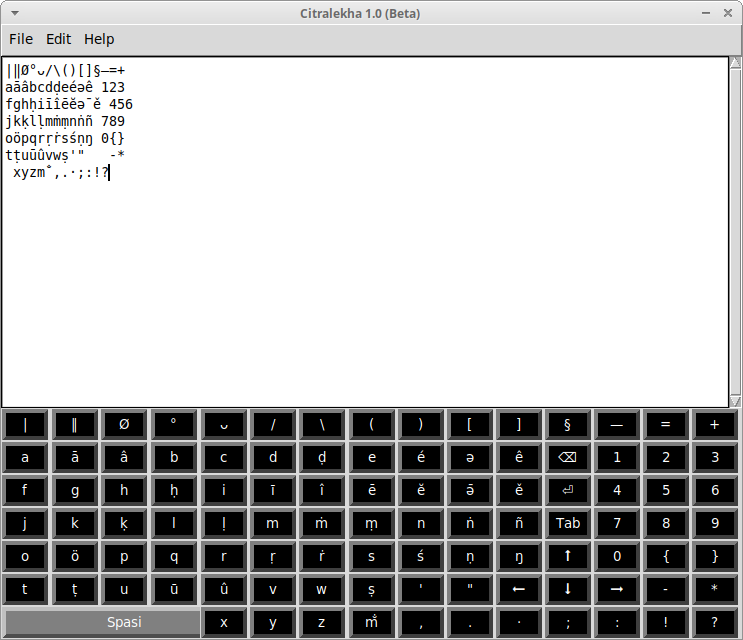 Citralekha 1.0 (Beta)
File Edit Help
|‖Ø°ᴗ/\()[]§—=+
aāâbcdḍeéəê 123
fghḥiīîēĕə̄ě 456
jkḳlḷmṁṃnṅñ 789
oöpqrṛṙsśṇŋ 0{}
tṭuūûvwṣ'" -*
xyzm̐,.·;:!?
| ‖ Ø ° ᴗ / \ ( ) [ ] § — = +
a ā â b c d ḍ e é ə ê ⌫ 1 2 3
f g h ḥ i ī î ē ĕ ə̄ ě ⏎ 4 5 6
j k ḳ l ḷ m ṁ ṃ n ṅ ñ Tab 7 8 9
o ö p q r ṛ ṙ s ś ṇ ŋ ↑ 0 { }
t ṭ u ū û v w ṣ ' " ← ↓ → - *
Spasi x y z m̐ , . · ; : ! ?